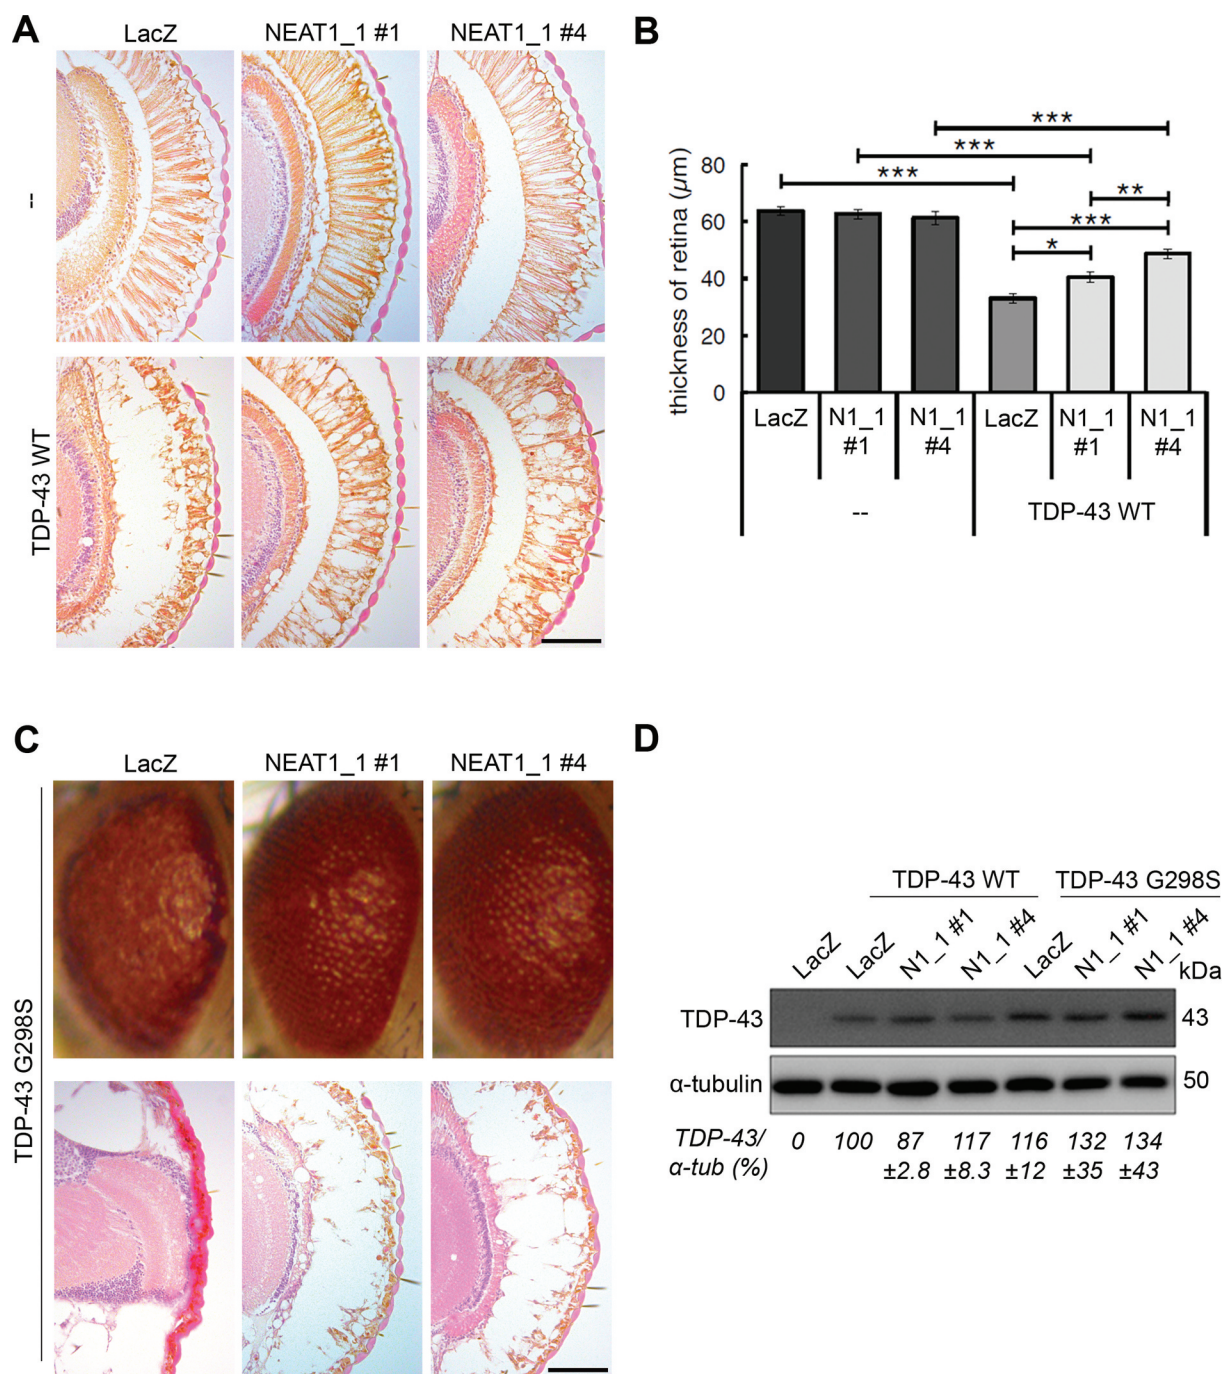 A
LacZ NEAT1_1 #1 NEAT1_1 #4
--
TDP-43 WT
B
thickness of retina (µm)
80
60
40
20
0
***
***
***
**
***
*
LacZ N1_1 #1 N1_1 #4 LacZ N1_1 #1 N1_1 #4
-- TDP-43 WT
C
LacZ NEAT1_1 #1 NEAT1_1 #4
TDP-43 G298S
D
TDP-43 WT TDP-43 G298S
LacZ LacZ N1_1 #1 N1_1 #4 LacZ N1_1 #1 N1_1 #4 kDa
TDP-43 43
α-tubulin 50
TDP-43/ 0 100 87 117 116 132 134
α-tub (%) ±2.8 ±8.3 ±12 ±35 ±43